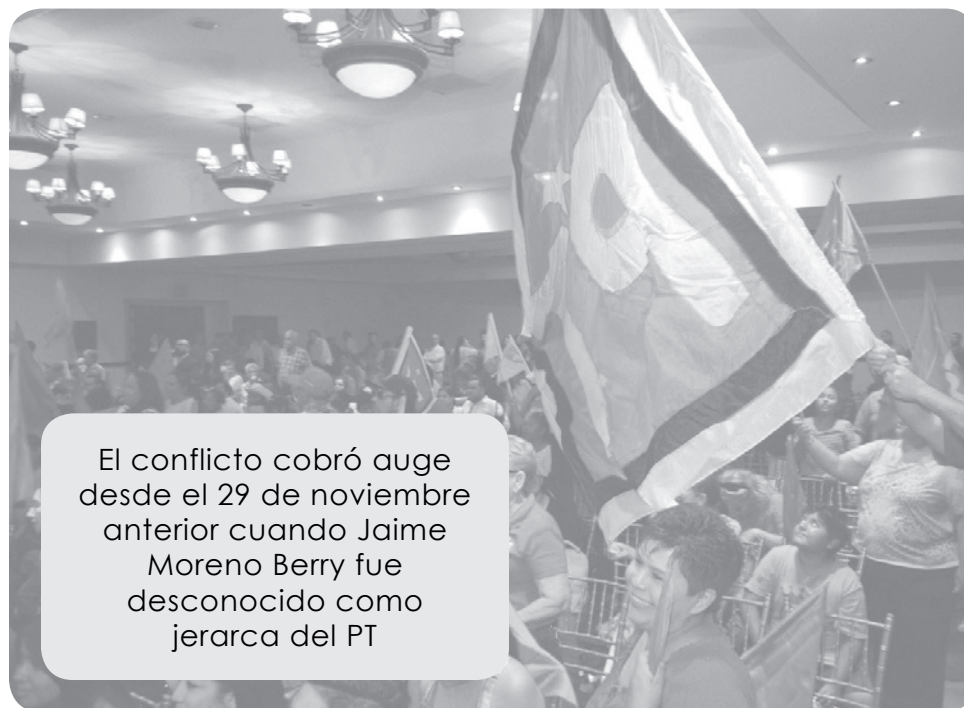 El conflicto cobró auge
desde el 29 de noviembre
anterior cuando Jaime
Moreno Berry fue
desconocido como
jerarca del PT